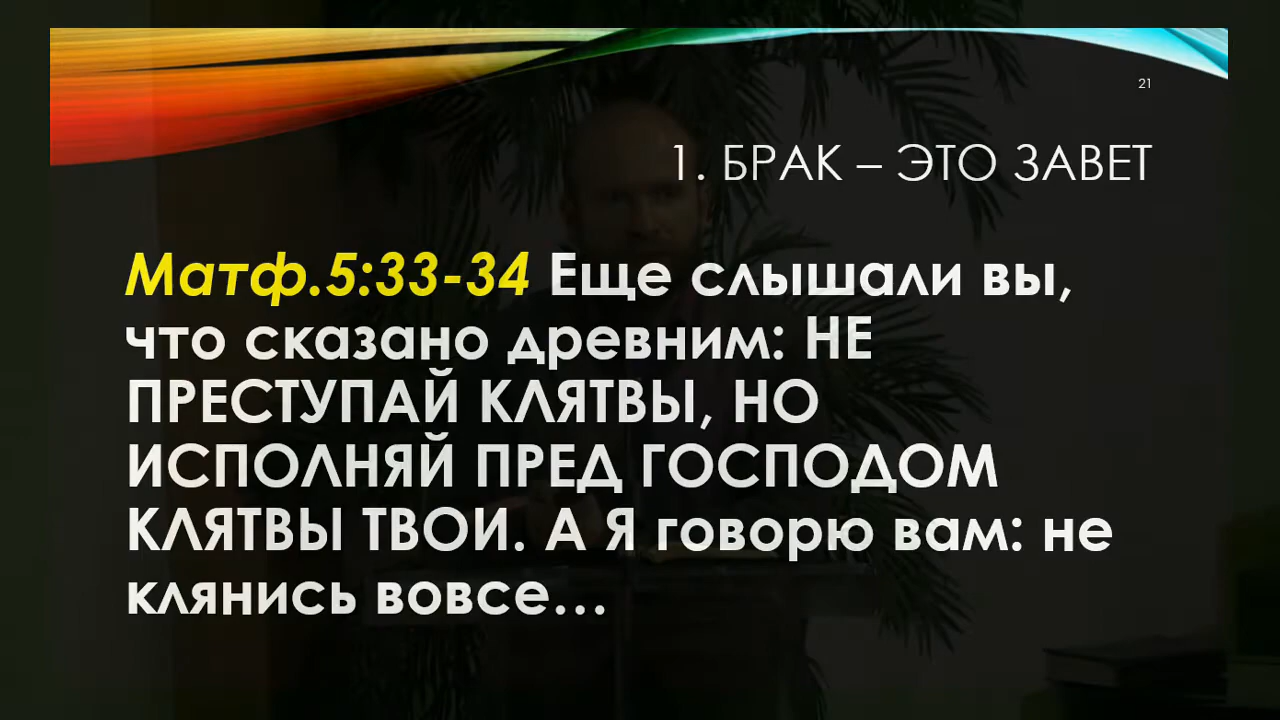 21
1. БРАК – ЭТО ЗАВЕТ
Матф.5:33-34 Еще слышали вы,
что сказано древним: НЕ
ПРЕСТУПАЙ КЛЯТВЫ, НО
ИСПОЛНЯЙ ПРЕД ГОСПОДОМ
КЛЯТВЫ ТВОИ. А Я говорю вам: не
клянись вовсе…